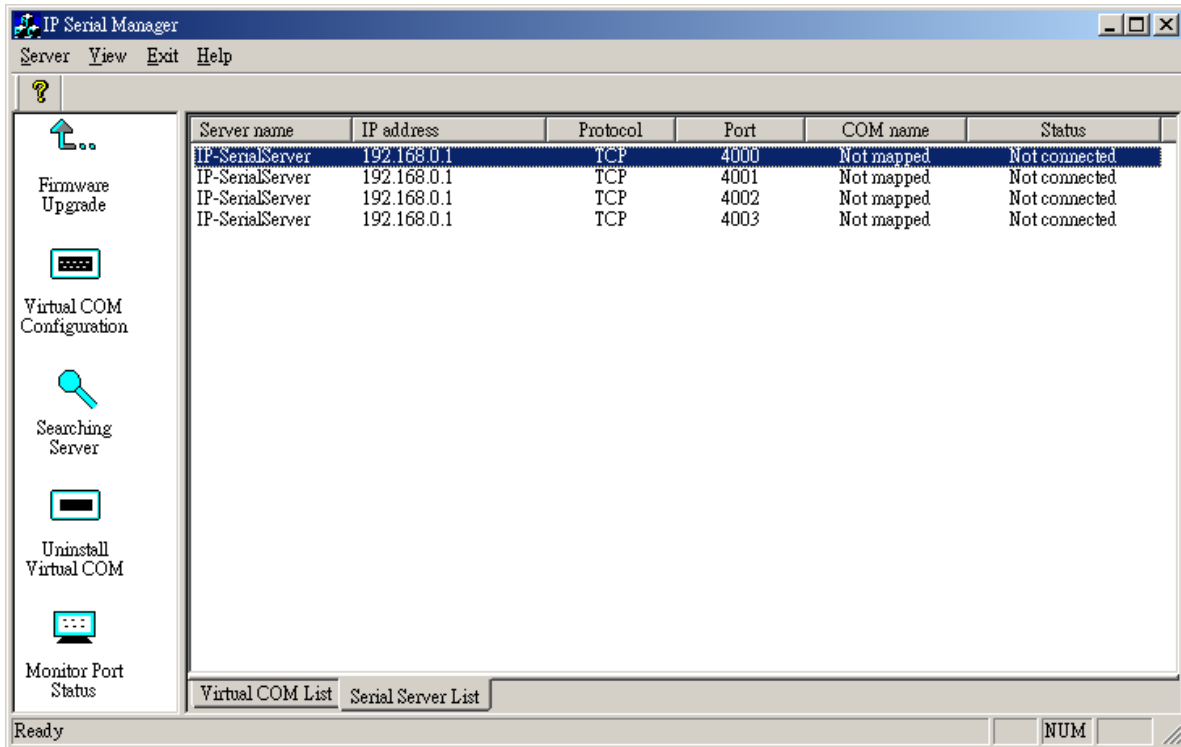 IP Serial Manager
Server View Exit Help
Firmware
Upgrade
Virtual COM
Configuration
Searching
Server
Uninstall
Virtual COM
Monitor Port
Status
Server name IP address Protocol Port COM name Status
IP-SerialServer 192.168.0.1 TCP 4000 Not mapped Not connected
IP-SerialServer 192.168.0.1 TCP 4001 Not mapped Not connected
IP-SerialServer 192.168.0.1 TCP 4002 Not mapped Not connected
IP-SerialServer 192.168.0.1 TCP 4003 Not mapped Not connected
Virtual COM List Serial Server List
Ready NUM